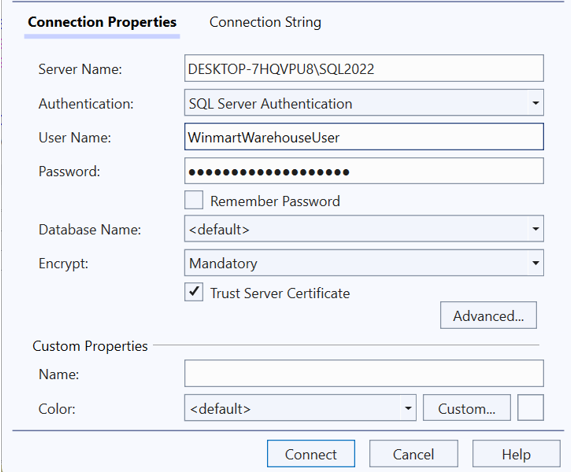 Connection Properties Connection String
Server Name: DESKTOP-7HQVPU8\SQL2022
Authentication: SQL Server Authentication
User Name: WinmartWarehouseUser
Password: ●●●●●●●●●●●●●●●●●●●
Remember Password
Database Name: <default>
Encrypt: Mandatory
Trust Server Certificate
Advanced...
Custom Properties
Name:
Color: <default> Custom...
Connect Cancel Help